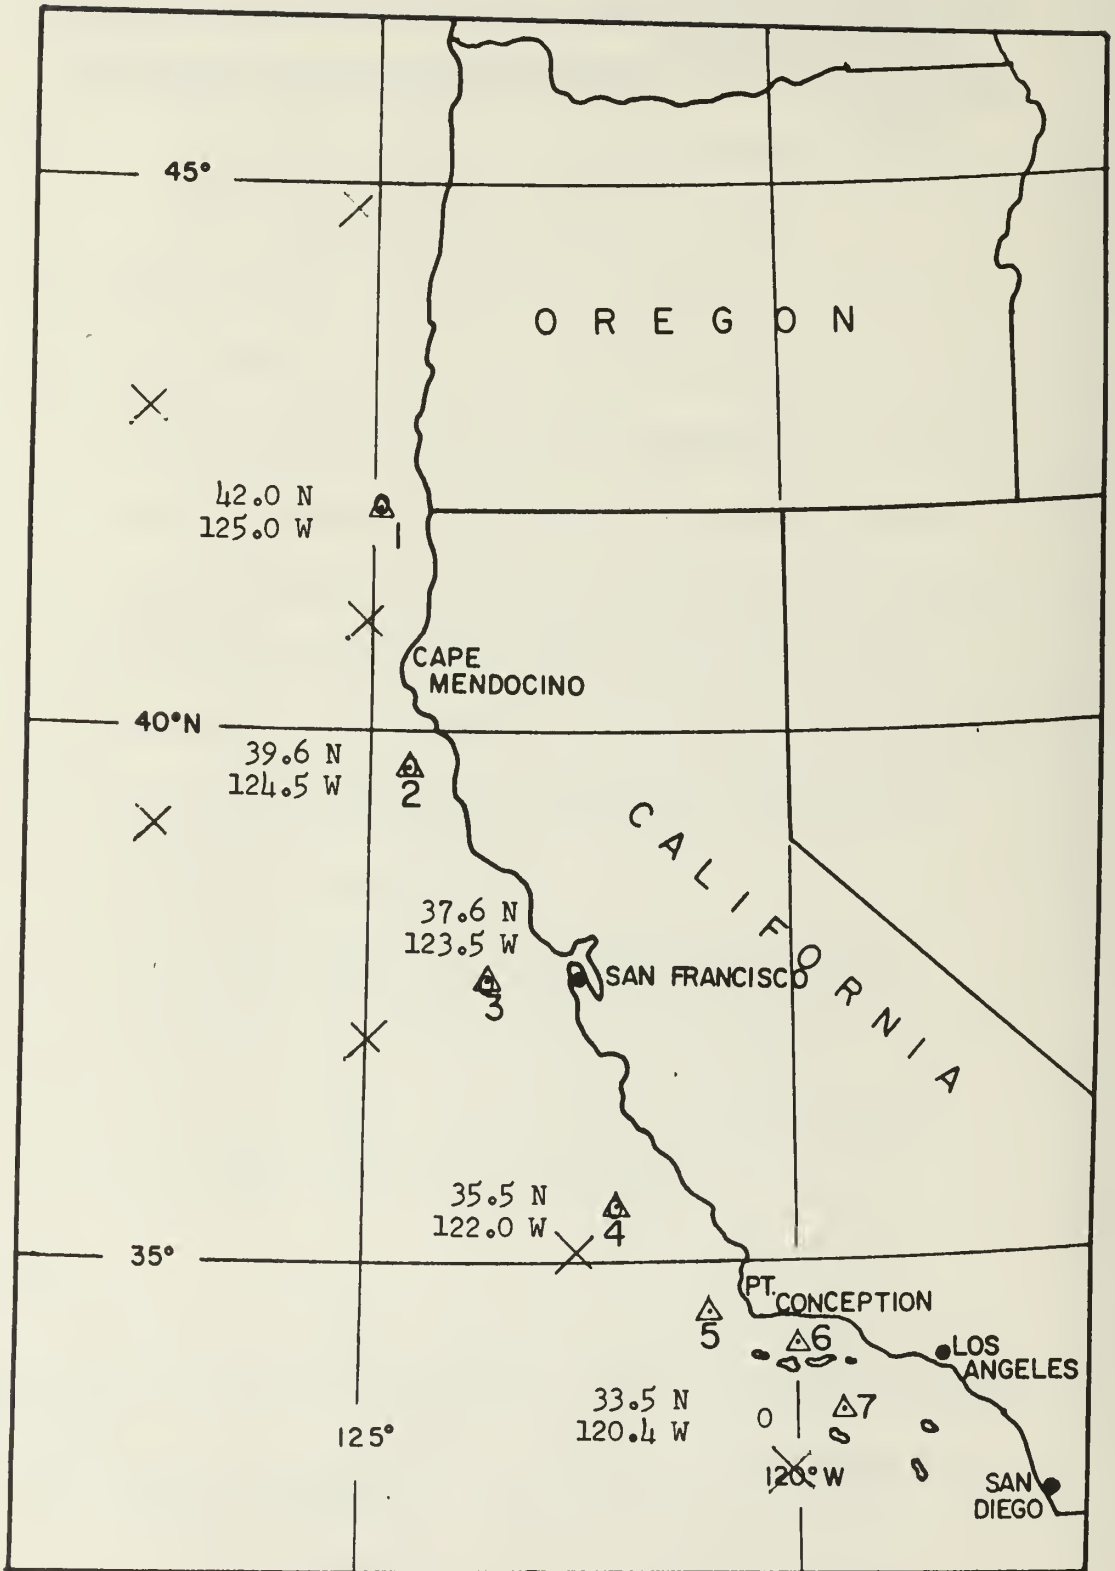 45°
OREGON
42.0 N
125.0 W
1
CAPE
MENDOCINO
40°N
39.6 N
124.5 W
2
CALIFORNIA
37.6 N
123.5 W
3
SAN FRANCISCO
35.5 N
122.0 W
4
35°
PT. CONCEPTION
5
6
LOS
ANGELES
33.5 N
120.4 W
7
125°
120°W
SAN
DIEGO